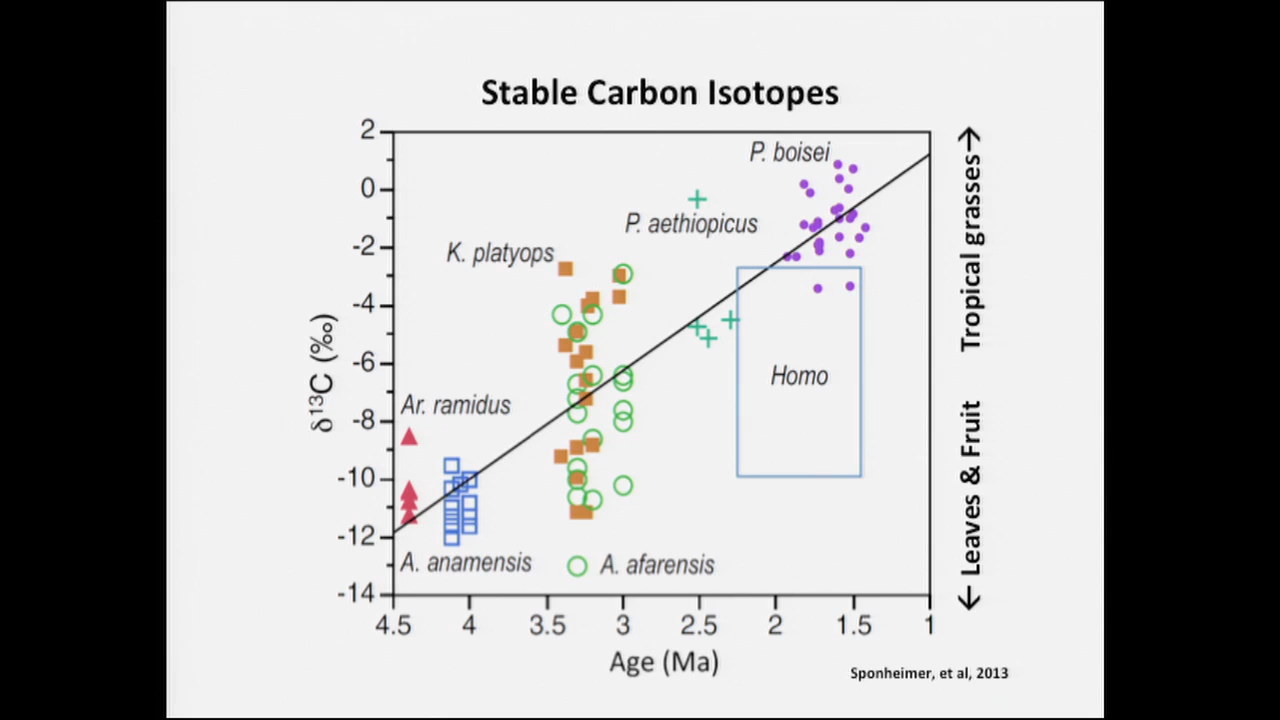 Stable Carbon Isotopes
2
0
-2
-4
-6
-8
-10
-12
-14
δ¹³C (‰)
P. boisei
P. aethiopicus
K. platyops
Homo
Ar. ramidus
A. anamensis
A. afarensis
4.5 4 3.5 3 2.5 2 1.5 1
Age (Ma)
← Leaves & Fruit Tropical grasses→
Sponheimer, et al, 2013